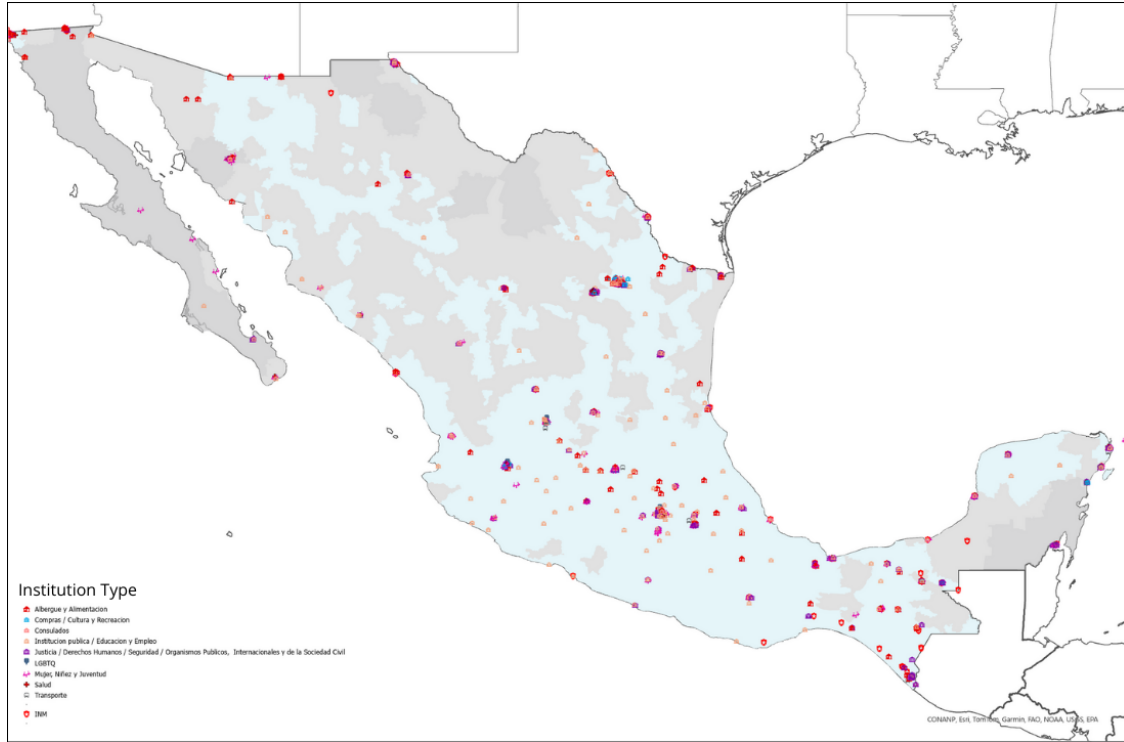 Institution Type
Albergue y Alimentacion
Compras / Cultura y Recreacion
Consulados
Institucion publica / Educacion y Empleo
Justicia / Derechos Humanos / Seguridad / Organismos Publicos, Internacionales y de la Sociedad Civil
LGBTQ
Mujer, Niñez y Juventud
Salud
Transporte
INM
CONANP, Esri, TomTom, Garmin, FAO, NOAA, USGS, EPA